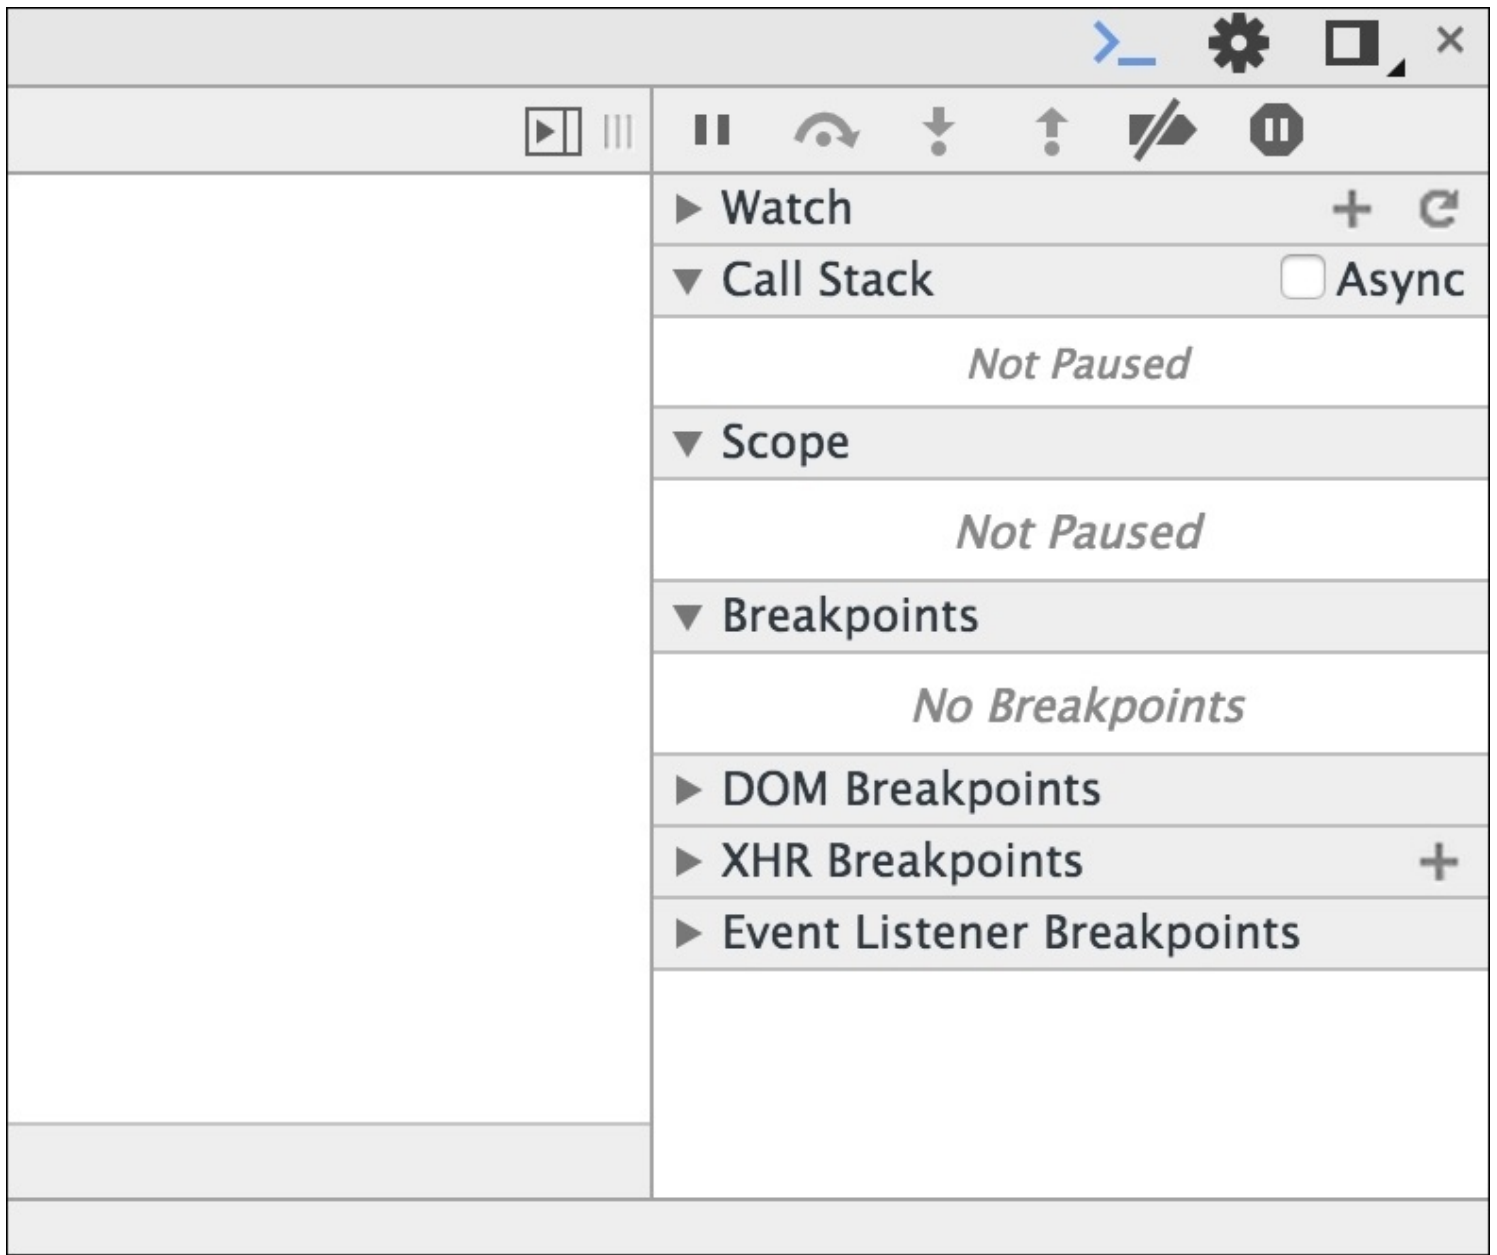 Watch
Call Stack Async
Not Paused
Scope
Not Paused
Breakpoints
No Breakpoints
DOM Breakpoints
XHR Breakpoints
Event Listener Breakpoints